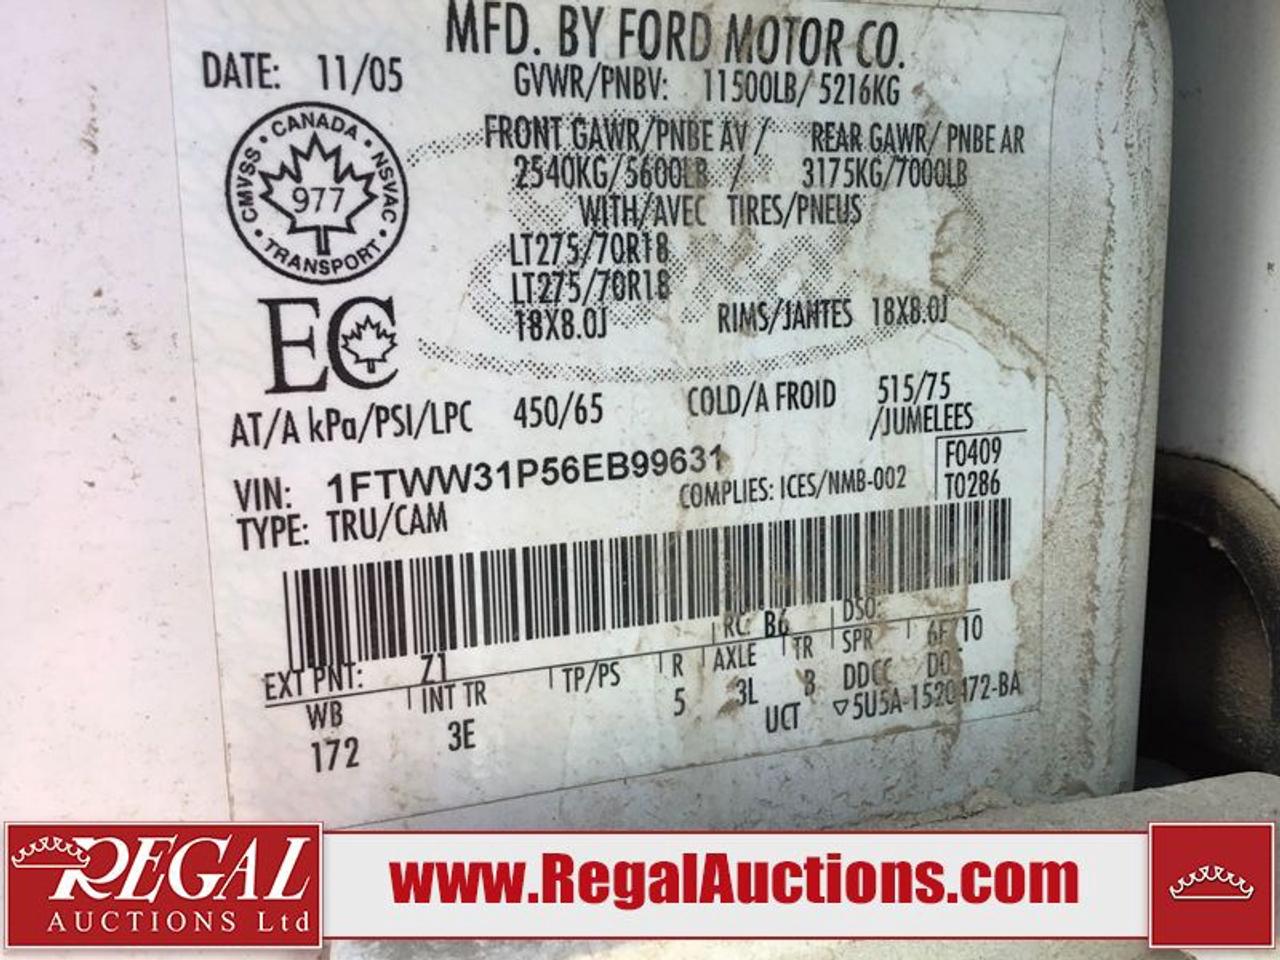 MFD. BY FORD MOTOR CO.
DATE: 11/05
GVWR/PNBV: 11500LB/ 5216KG
FRONT GAWR/PNBE AV / REAR GAWR/ PNBE AR
2540KG/5600LB / 3175KG/7000LB
WITH/AVEC TIRES/PNEUS
CANADA · NSVAC · TRANSPORT · CMVSS ·
977
LT275/70R18
LT275/70R18
18X8.0J RIMS/JANTES 18X8.0J
EC
AT/A kPa/PSI/LPC 450/65 COLD/A FROID 515/75
/JUMELEES
VIN: 1FTWW31P56EB99631
F0409
TYPE: TRU/CAM COMPLIES: ICES/NMB-002
T0286
RC: B6 DSO:
EXT PNT: Z1
WB INT TR TP/PS R AXLE TR SPR
172 3E 5 3L B DDCC
UCT ▽5U5A-1520472-BA
REGAL
AUCTIONS Ltd
www.RegalAuctions.com